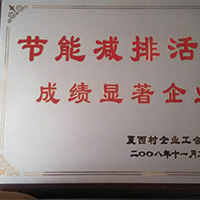 节能减排活
成绩显著企业
夏西村企业工会
二〇〇八年十一月